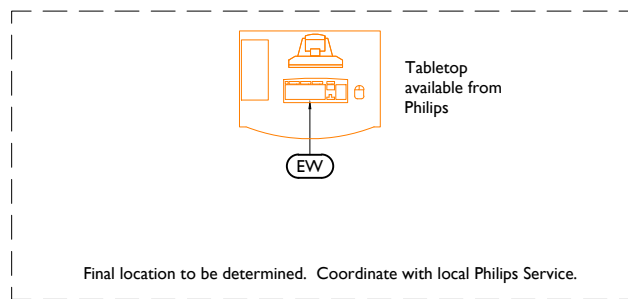 Tabletop
available from
Philips
EW
Final location to be determined.  Coordinate with local Philips Service.